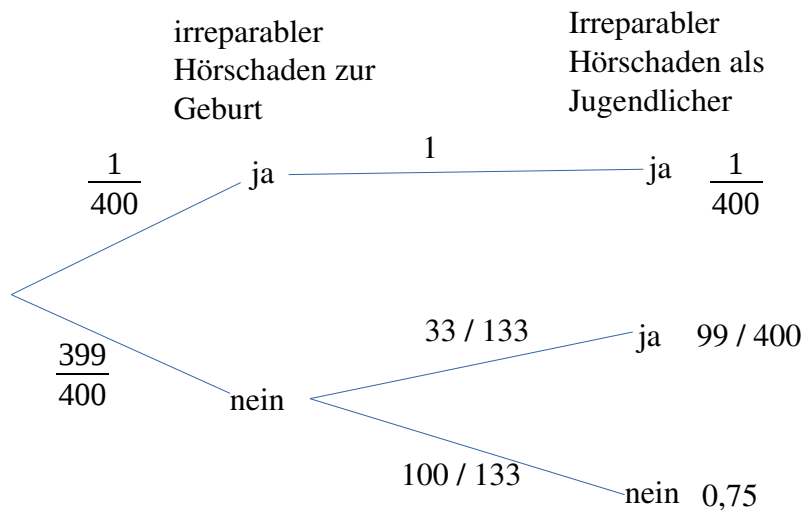 irreparabler
Hörschaden zur
Geburt
Irreparabler
Hörschaden als
Jugendlicher
1
400
ja
1
ja
1
400
399
400
nein
33 / 133
ja
99 / 400
100 / 133
nein
0,75